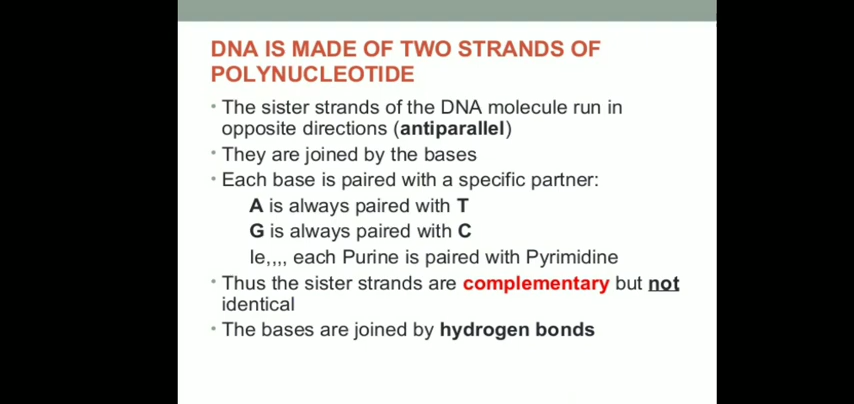 DNA IS MADE OF TWO STRANDS OF
POLYNUCLEOTIDE
• The sister strands of the DNA molecule run in
opposite directions (antiparallel)
• They are joined by the bases
• Each base is paired with a specific partner:
A is always paired with T
G is always paired with C
Ie,,,, each Purine is paired with Pyrimidine
• Thus the sister strands are complementary but not
identical
• The bases are joined by hydrogen bonds